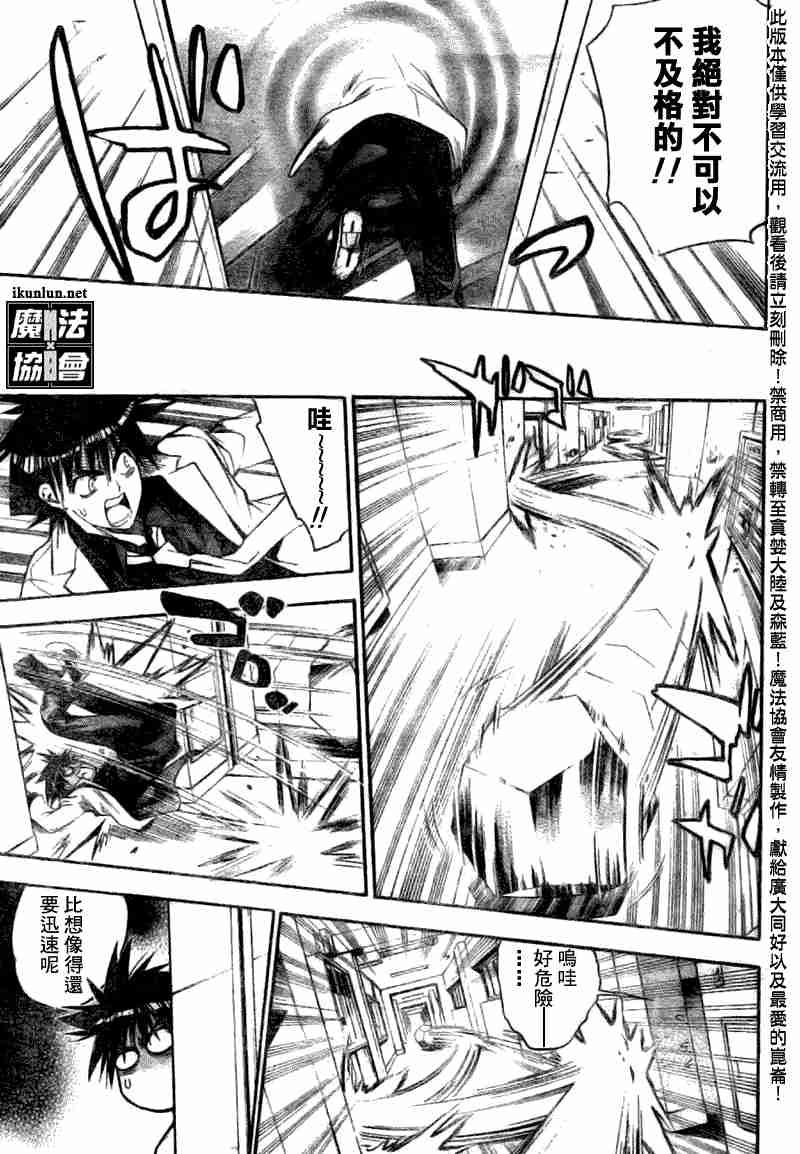 我絕對不可以
不及格的!!
ばっ
ikunlun.net
魔法
協會
哇
~~~~~!!
嗚哇
好危險——
……
比想像得還
要迅速呢
此版本僅供學習交流用，觀看後請立刻刪除！禁商用，禁轉至貪婪大陸及森藍！魔法協會友情製作，獻給廣大同好以及最愛的崑崙！